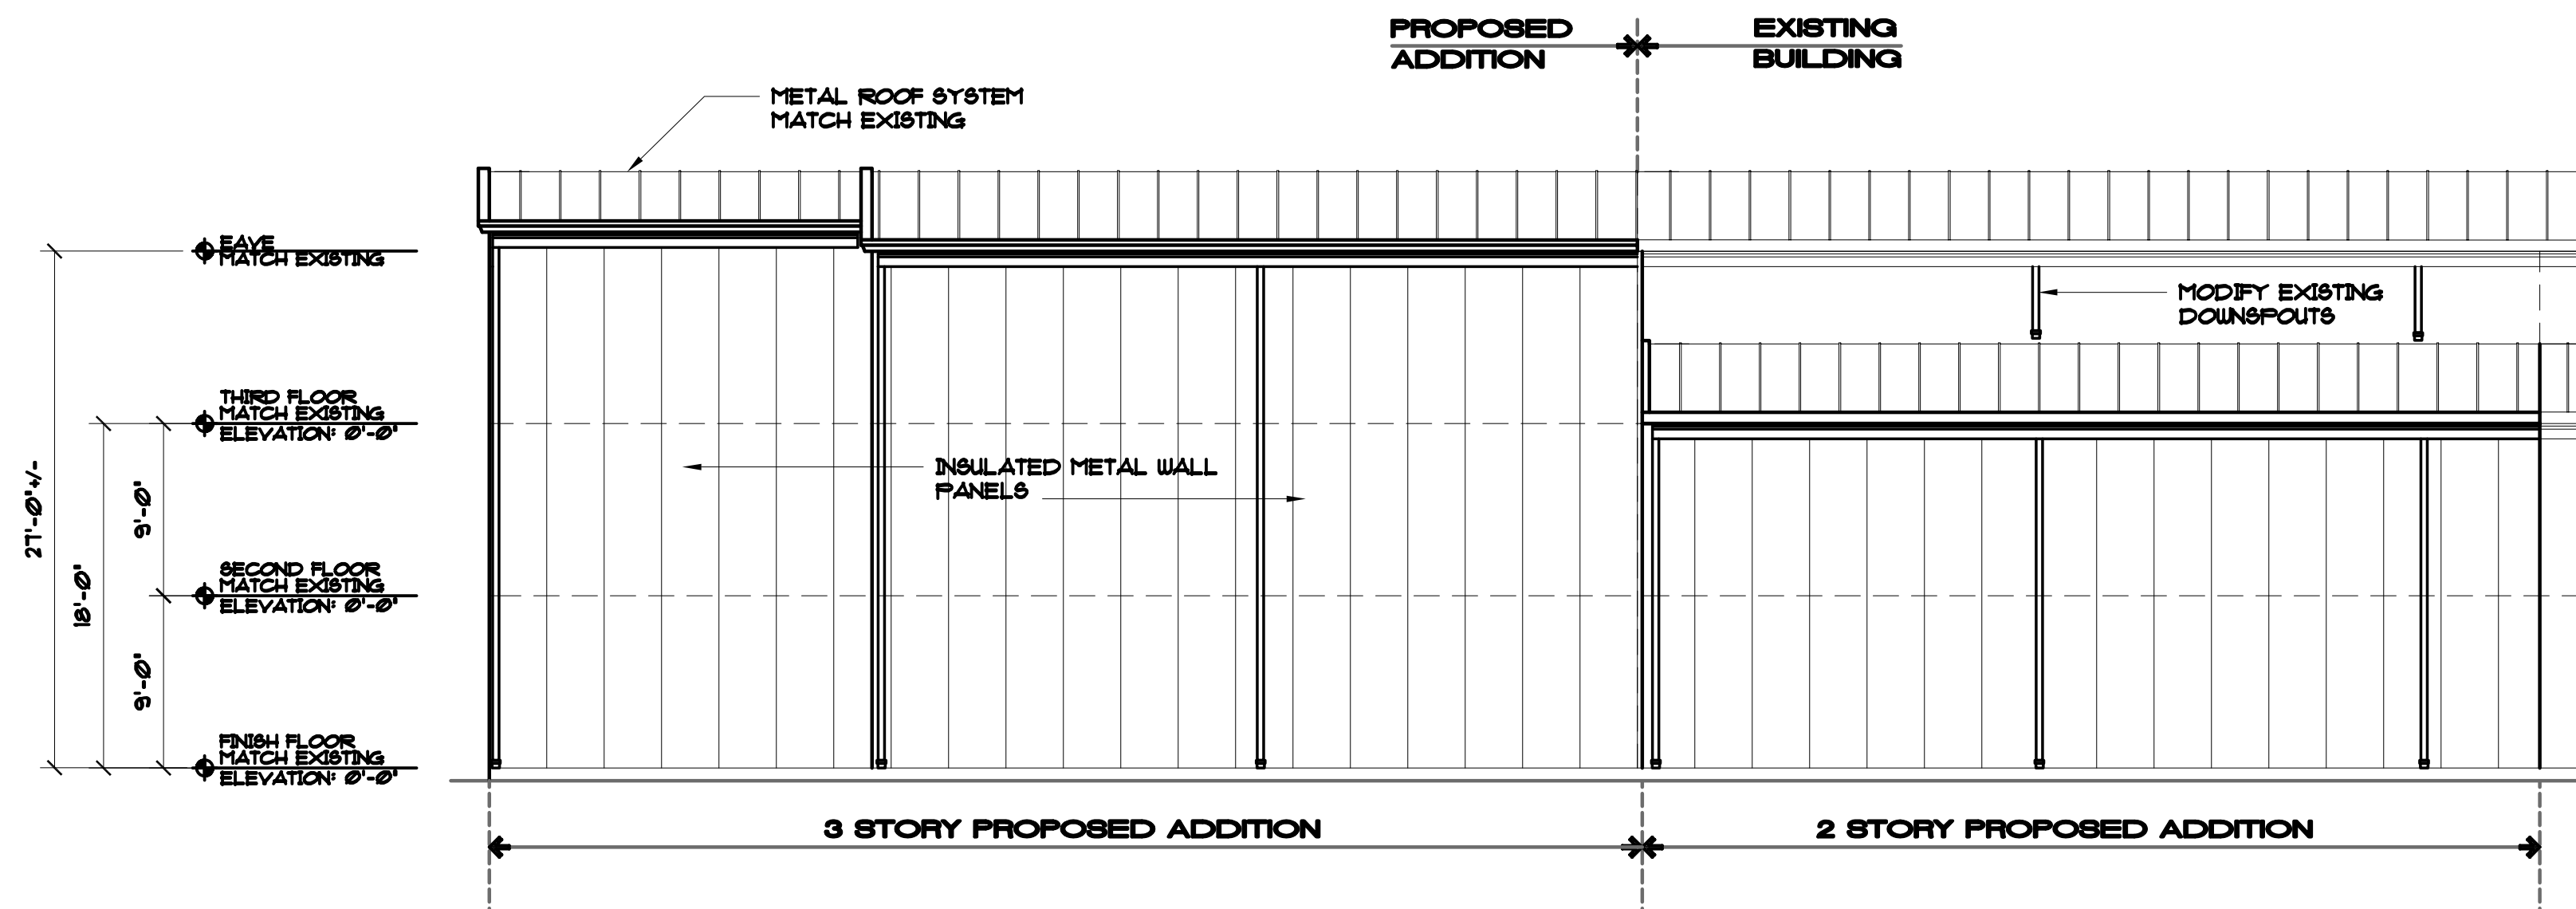 PROPOSED
ADDITION
EXISTING
BUILDING
METAL ROOF SYSTEM
MATCH EXISTING
EAVE
MATCH EXISTING
MODIFY EXISTING
DOWNSPOUTS
THIRD FLOOR
MATCH EXISTING
ELEVATION: 0'-0"
INSULATED METAL WALL
PANELS
27'-0"+/-
18'-0"
9'-0"
9'-0"
SECOND FLOOR
MATCH EXISTING
ELEVATION: 0'-0"
FINISH FLOOR
MATCH EXISTING
ELEVATION: 0'-0"
3 STORY PROPOSED ADDITION
2 STORY PROPOSED ADDITION